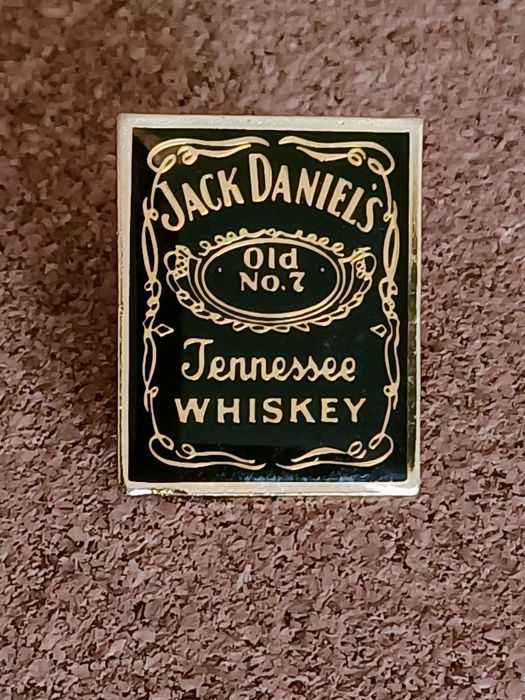 JACK DANIEL'S
Old
No.7
Tennessee
WHISKEY